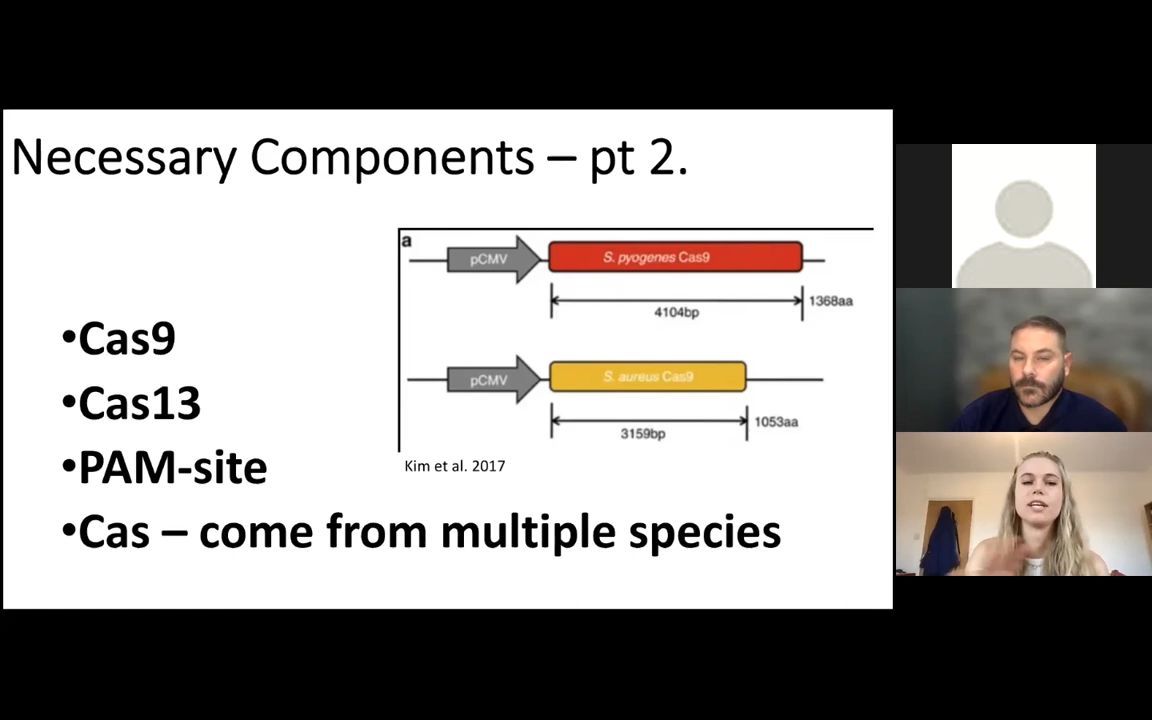 Necessary Components – pt 2.
a
pCMV
S. pyogenes Cas9
4104bp
1368aa
pCMV
S. aureus Cas9
3159bp
1053aa
Kim et al. 2017
•Cas9
•Cas13
•PAM-site
•Cas – come from multiple species